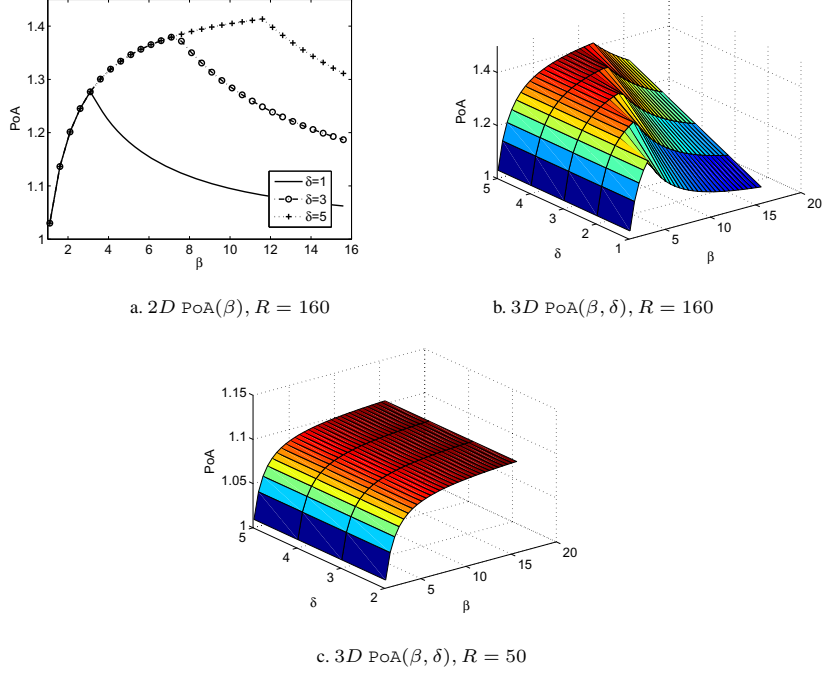 1.4
1.3
1.2
1.1
1
PoA
2 4 6 8 10 12 14 16
β
δ=1
δ=3
δ=5
a. 2D PoA(β), R = 160
1.4
1.2
1
PoA
5 4 3 2 1
δ
5 10 15 20
β
b. 3D PoA(β, δ), R = 160
1.15
1.1
1.05
1
PoA
5 4 3 2
δ
5 10 15 20
β
c. 3D PoA(β, δ), R = 50